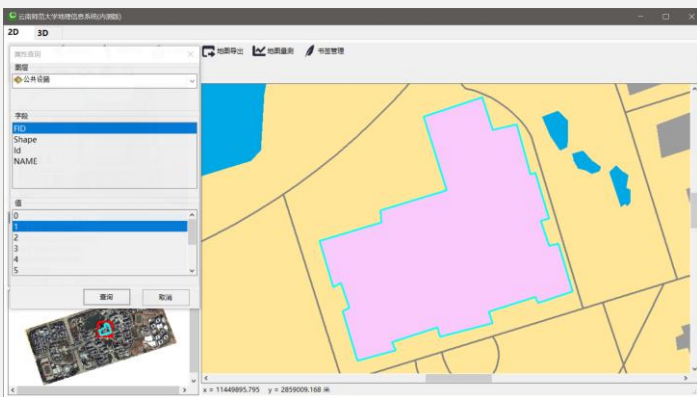 云南师范大学地理信息系统(内测版)
2D 3D
属性查询
地图导出 地图量测 书签管理
图层
公共设施
字段
FID
Shape
Id
NAME
值
0
1
2
3
4
5
查询 取消
x = 11449895.795 y = 2859009.168 米